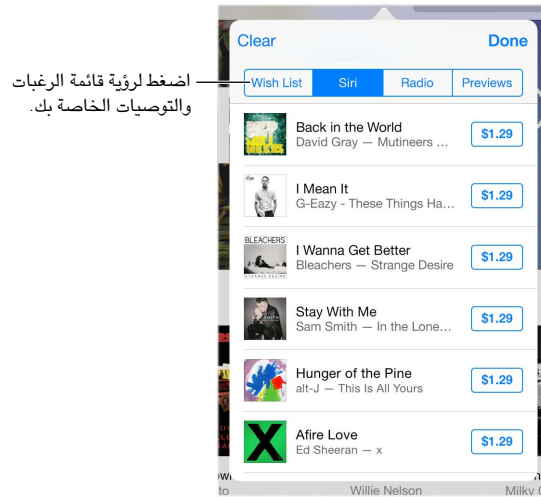 Clear Done
Wish List Siri Radio Previews
اضغط لرؤية قائمة الرغبات
والتوصيات الخاصة بك.
Back in the World
David Gray — Mutineers ...
$1.29
I Mean It
G-Eazy - These Things Ha...
$1.29
BLEACHERS
STRANGE DESIRE
I Wanna Get Better
Bleachers — Strange Desire
$1.29
Stay With Me
Sam Smith — In the Lone...
$1.29
Hunger of the Pine
alt-J — This Is All Yours
$1.29
Afire Love
Ed Sheeran — x
$1.29
Willie Nelson
Milky